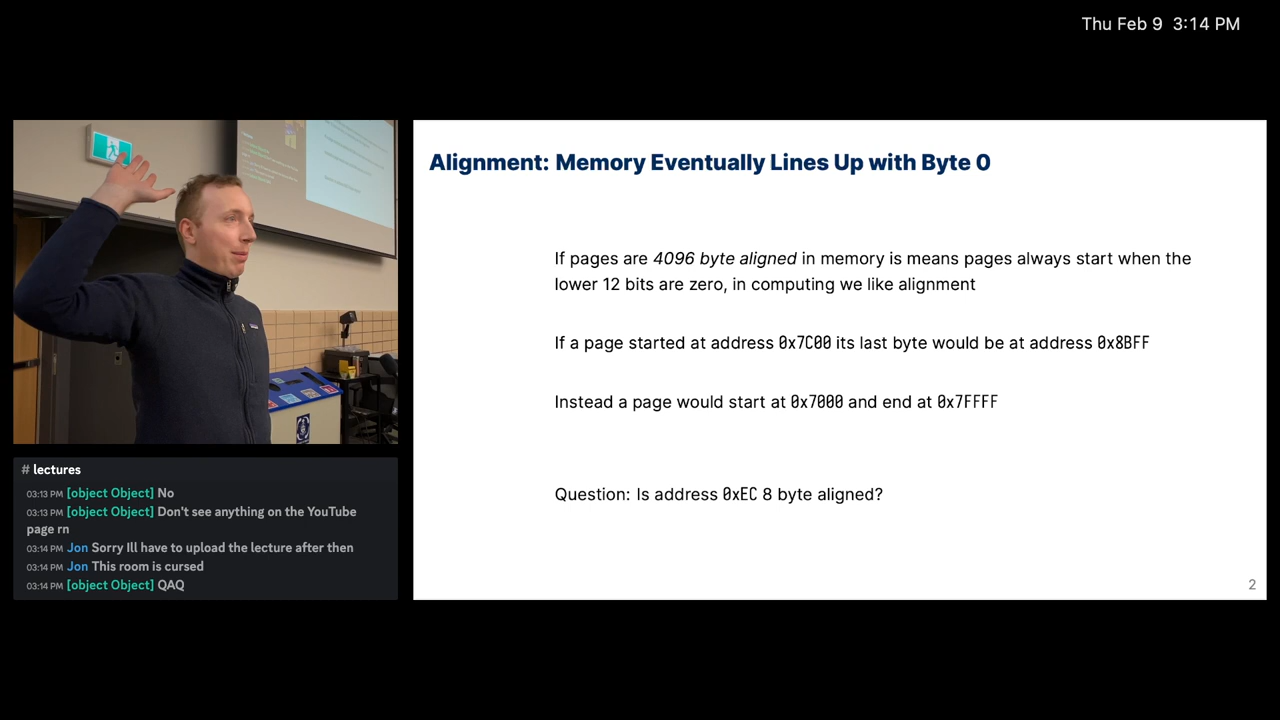 Thu Feb 9 3:14 PM
Alignment: Memory Eventually Lines Up with Byte 0
If pages are 4096 byte aligned in memory is means pages always start when the
lower 12 bits are zero, in computing we like alignment
If a page started at address 0x7C00 its last byte would be at address 0x8BFF
Instead a page would start at 0x7000 and end at 0x7FFFF
Question: Is address 0xEC 8 byte aligned?
2
# lectures
03:13 PM [object Object] No
03:13 PM [object Object] Don't see anything on the YouTube
page rn
03:14 PM Jon Sorry Ill have to upload the lecture after then
03:14 PM Jon This room is cursed
03:14 PM [object Object] QAQ